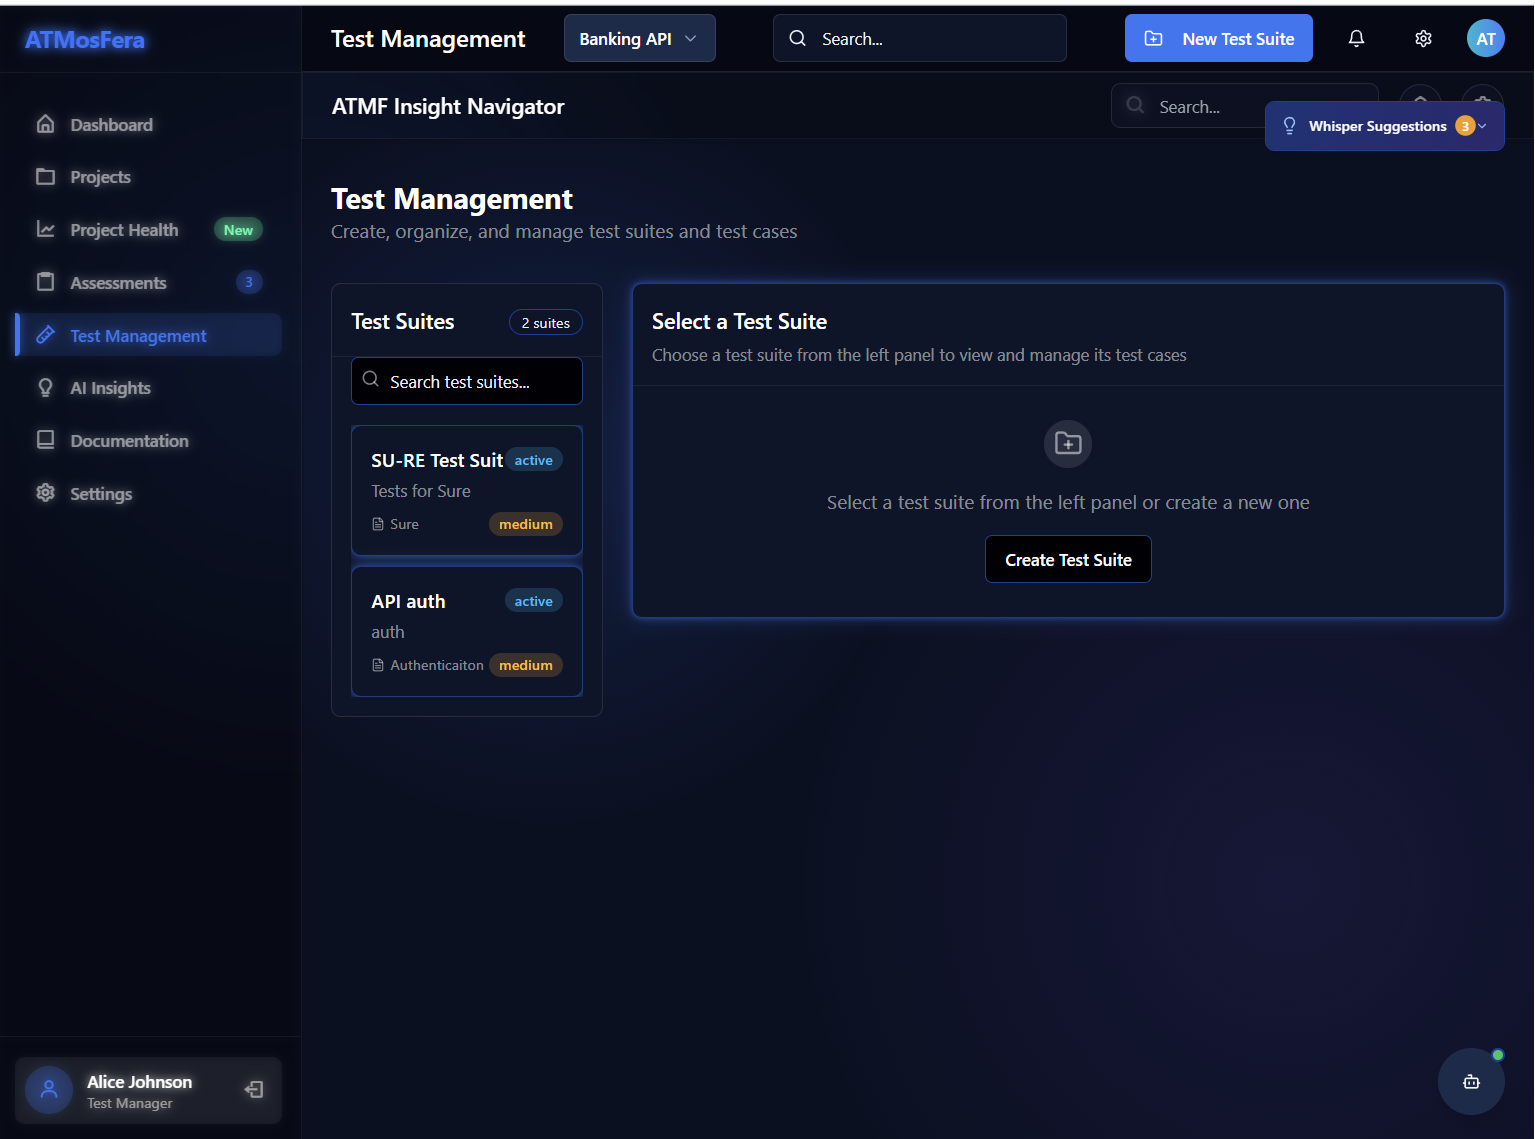 ATMosFera
Test Management
Banking API
Search...
New Test Suite
AT
ATMF Insight Navigator
Search...
Whisper Suggestions 3
Dashboard
Projects
Project Health New
Assessments 3
Test Management
AI Insights
Documentation
Settings
Test Management
Create, organize, and manage test suites and test cases
Test Suites 2 suites
Search test suites...
SU-RE Test Suit active
Tests for Sure
Sure medium
API auth active
auth
Authenticaiton medium
Select a Test Suite
Choose a test suite from the left panel to view and manage its test cases
Select a test suite from the left panel or create a new one
Create Test Suite
Alice Johnson
Test Manager